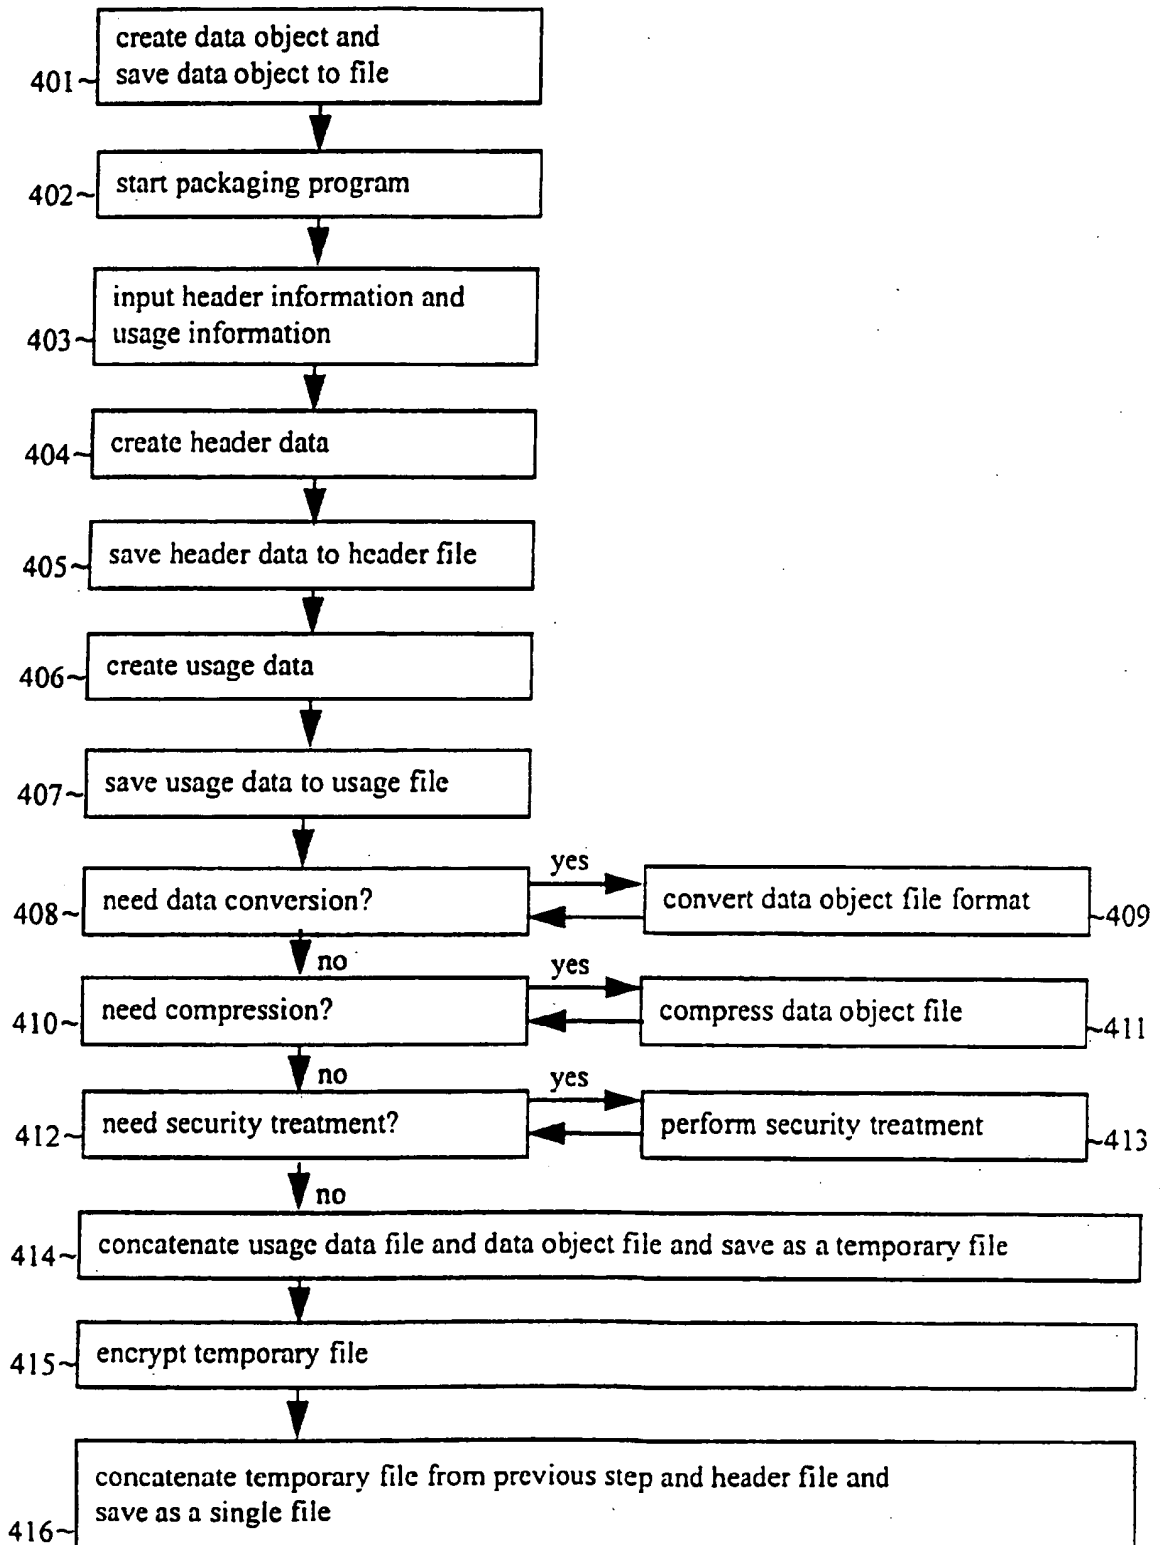 create data object and
save data object to file
401~
start packaging program
402~
input header information and
usage information
403~
create header data
404~
save header data to header file
405~
create usage data
406~
save usage data to usage file
407~
yes
need data conversion?
convert data object file format
408~
~409
no
yes
need compression?
compress data object file
410~
~411
no
yes
need security treatment?
perform security treatment
412~
~413
no
concatenate usage data file and data object file and save as a temporary file
414~
encrypt temporary file
415~
concatenate temporary file from previous step and header file and
save as a single file
416~